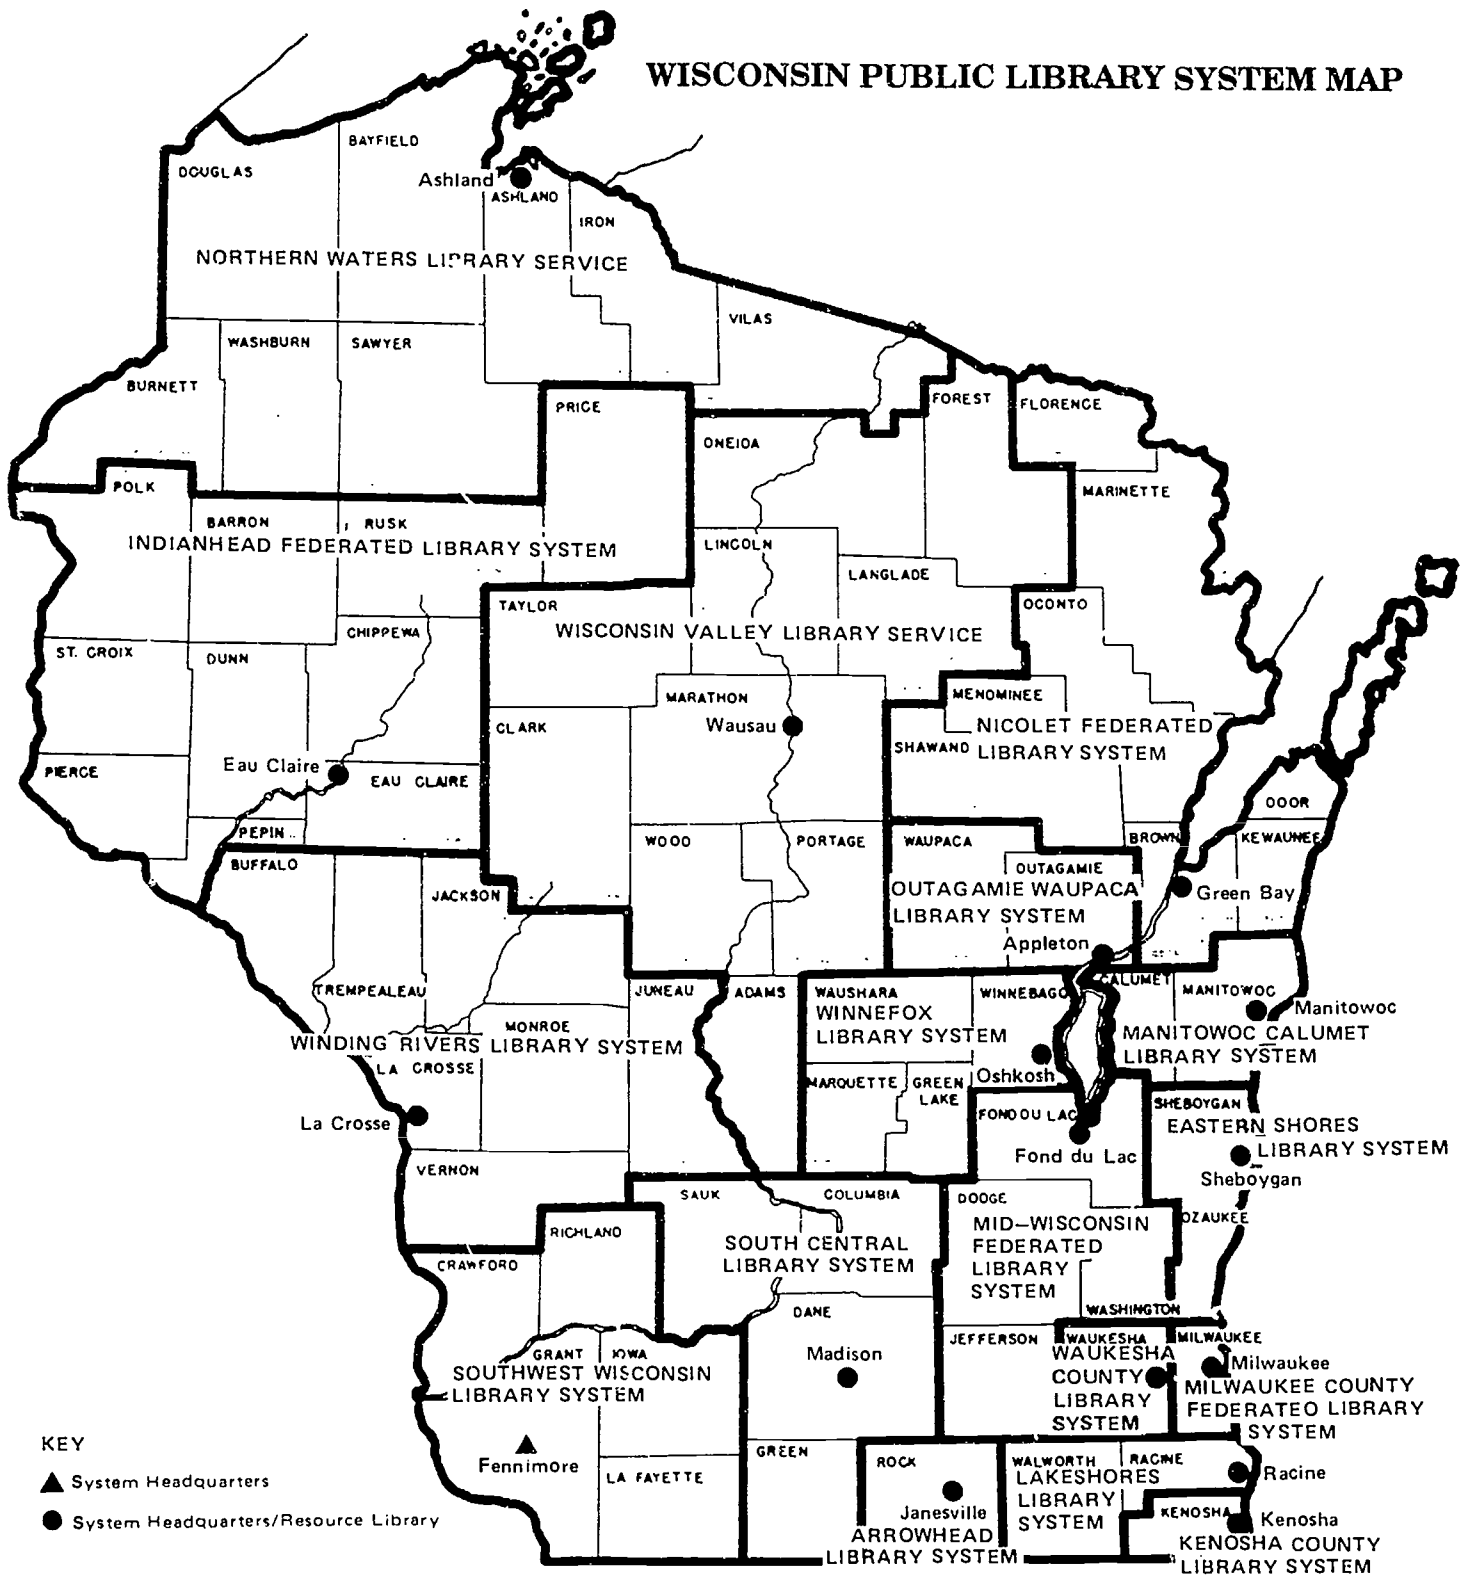 WISCONSIN PUBLIC LIBRARY SYSTEM MAP
BAYFIELD
DOUGLAS
Ashland
ASHLAND
IRON
NORTHERN WATERS LIBRARY SERVICE
VILAS
WASHBURN
SAWYER
BURNETT
PRICE
FOREST
FLORENCE
ONEIDA
POLK
MARINETTE
BARRON
RUSK
INDIANHEAD FEDERATED LIBRARY SYSTEM
LINCOLN
LANGLADE
TAYLOR
OCONTO
WISCONSIN VALLEY LIBRARY SERVICE
CHIPPEWA
ST. CROIX
DUNN
MARATHON
MENOMINEE
Wausau
CLARK
NICOLET FEDERATED
LIBRARY SYSTEM
SHAWANO
Eau Claire
PIERCE
EAU CLAIRE
DOOR
PEPIN
WOOD
PORTAGE
WAUPACA
BROWN
KEWAUNEE
BUFFALO
OUTAGAMIE
JACKSON
OUTAGAMIE WAUPACA
LIBRARY SYSTEM
Green Bay
Appleton
CALUMET
TREMPEALEAU
JUNEAU
ADAMS
WAUSHARA
WINNEBAGO
MANITOWOC
Manitowoc
WINNEFOX
LIBRARY SYSTEM
MONROE
MANITOWOC CALUMET
LIBRARY SYSTEM
WINDING RIVERS LIBRARY SYSTEM
LA CROSSE
Oshkosh
MARQUETTE
GREEN
LAKE
La Crosse
FOND DU LAC
SHEBOYGAN
EASTERN SHORES
LIBRARY SYSTEM
Fond du Lac
VERNON
Sheboygan
SAUK
COLUMBIA
DODGE
OZAUKEE
RICHLAND
MID-WISCONSIN
FEDERATED
LIBRARY
SYSTEM
SOUTH CENTRAL
LIBRARY SYSTEM
CRAWFORD
DANE
WASHINGTON
JEFFERSON
WAUKESHA
MILWAUKEE
GRANT
IOWA
Madison
WAUKESHA
COUNTY
LIBRARY
SYSTEM
Milwaukee
SOUTHWEST WISCONSIN
LIBRARY SYSTEM
MILWAUKEE COUNTY
FEDERATED LIBRARY
SYSTEM
KEY
System Headquarters
System Headquarters/Resource Library
Fennimore
LA FAYETTE
GREEN
ROCK
WALWORTH
RACINE
Racine
LAKESHORES
LIBRARY
SYSTEM
Janesville
ARROWHEAD
LIBRARY SYSTEM
KENOSHA
Kenosha
KENOSHA COUNTY
LIBRARY SYSTEM